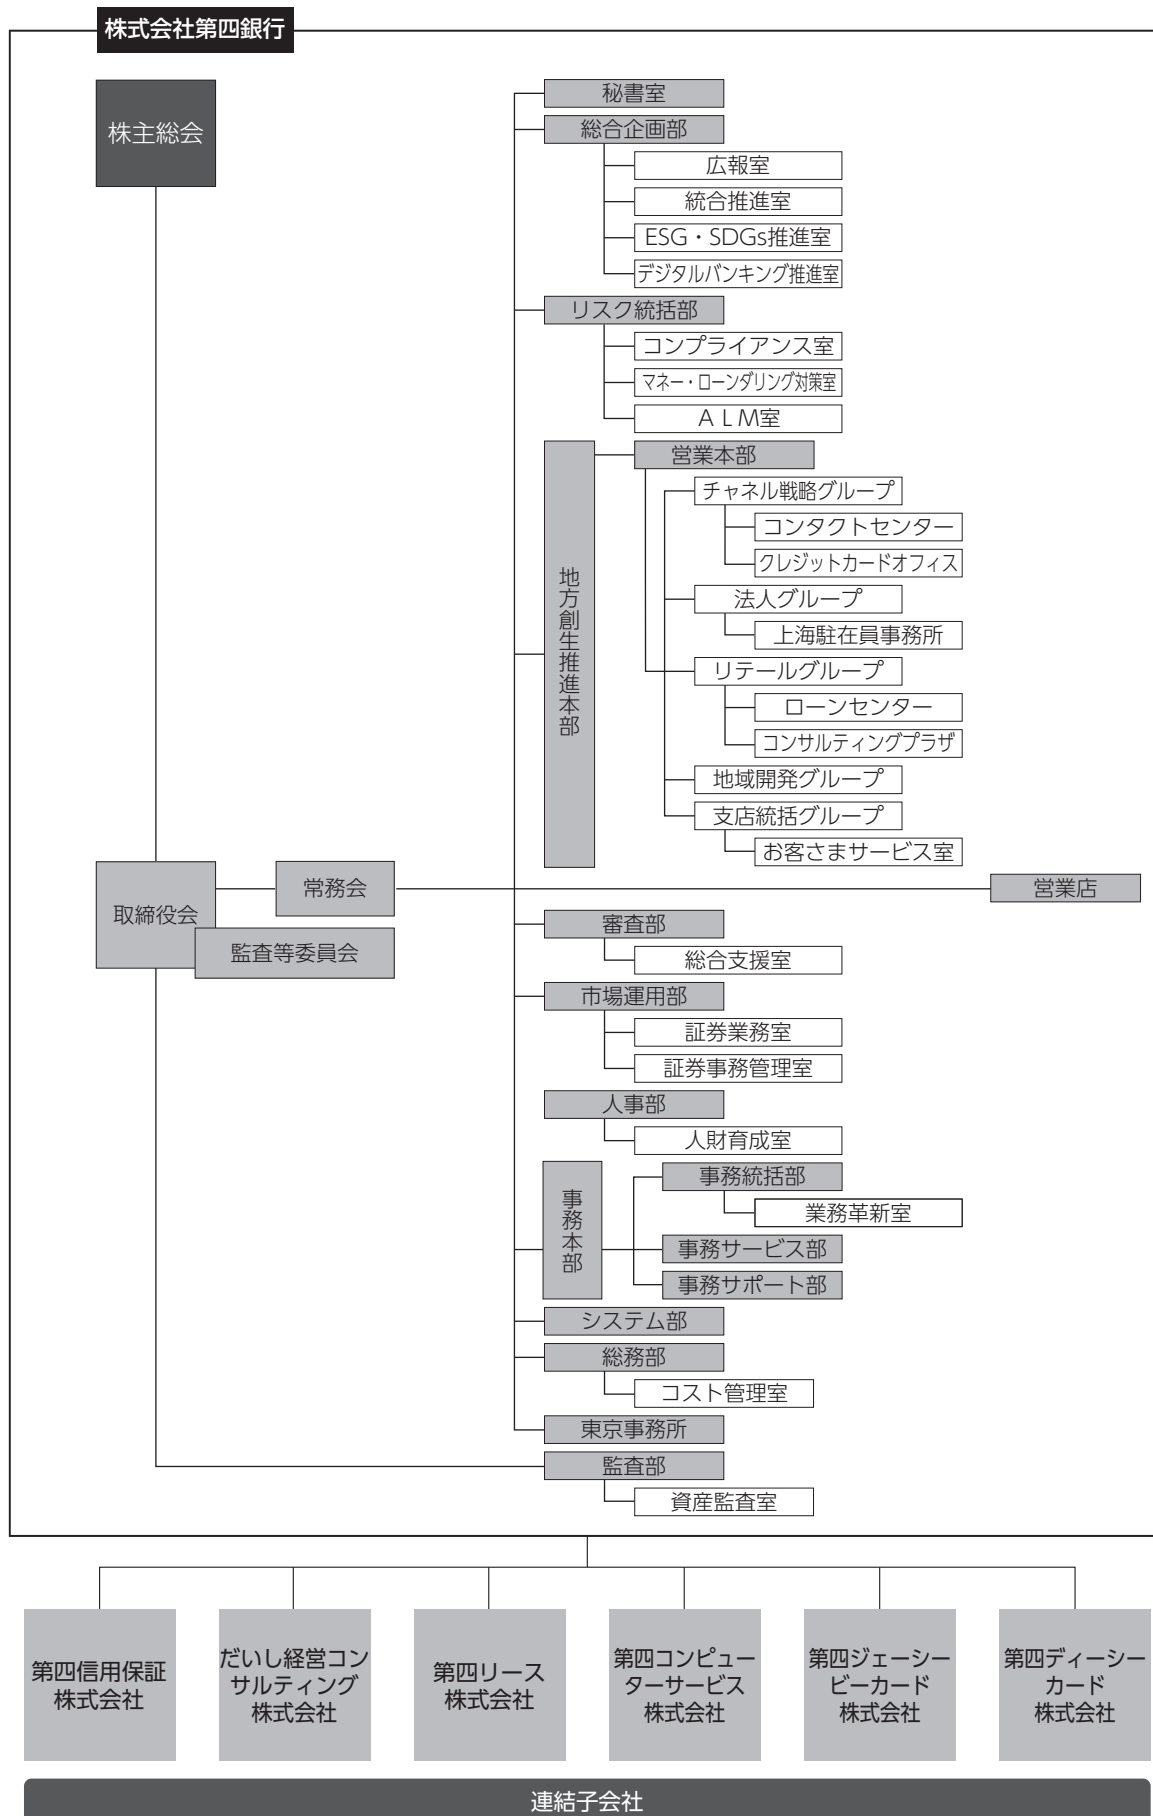 株式会社第四銀行
株主総会
秘書室
総合企画部
広報室
統合推進室
ESG・SDGs推進室
デジタルバンキング推進室
リスク統括部
コンプライアンス室
マネー・ローンダリング対策室
ALM室
地方創生推進本部
営業本部
チャネル戦略グループ
コンタクトセンター
クレジットカードオフィス
法人グループ
上海駐在員事務所
リテールグループ
ローンセンター
コンサルティングプラザ
地域開発グループ
支店統括グループ
お客さまサービス室
取締役会
常務会
監査等委員会
営業店
審査部
総合支援室
市場運用部
証券業務室
証券事務管理室
人事部
人財育成室
事務本部
事務統括部
業務革新室
事務サービス部
事務サポート部
システム部
総務部
コスト管理室
東京事務所
監査部
資産監査室
第四信用保証
株式会社
だいし経営コン
サルティング
株式会社
第四リース
株式会社
第四コンピュー
ターサービス
株式会社
第四ジェーシー
ビーカード
株式会社
第四ディーシー
カード
株式会社
連結子会社